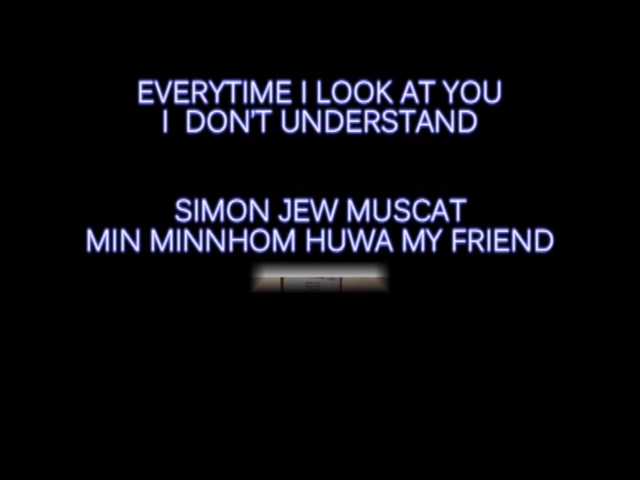 EVERYTIME I LOOK AT YOU
I DON'T UNDERSTAND
SIMON JEW MUSCAT
MIN MINNHOM HUWA MY FRIEND